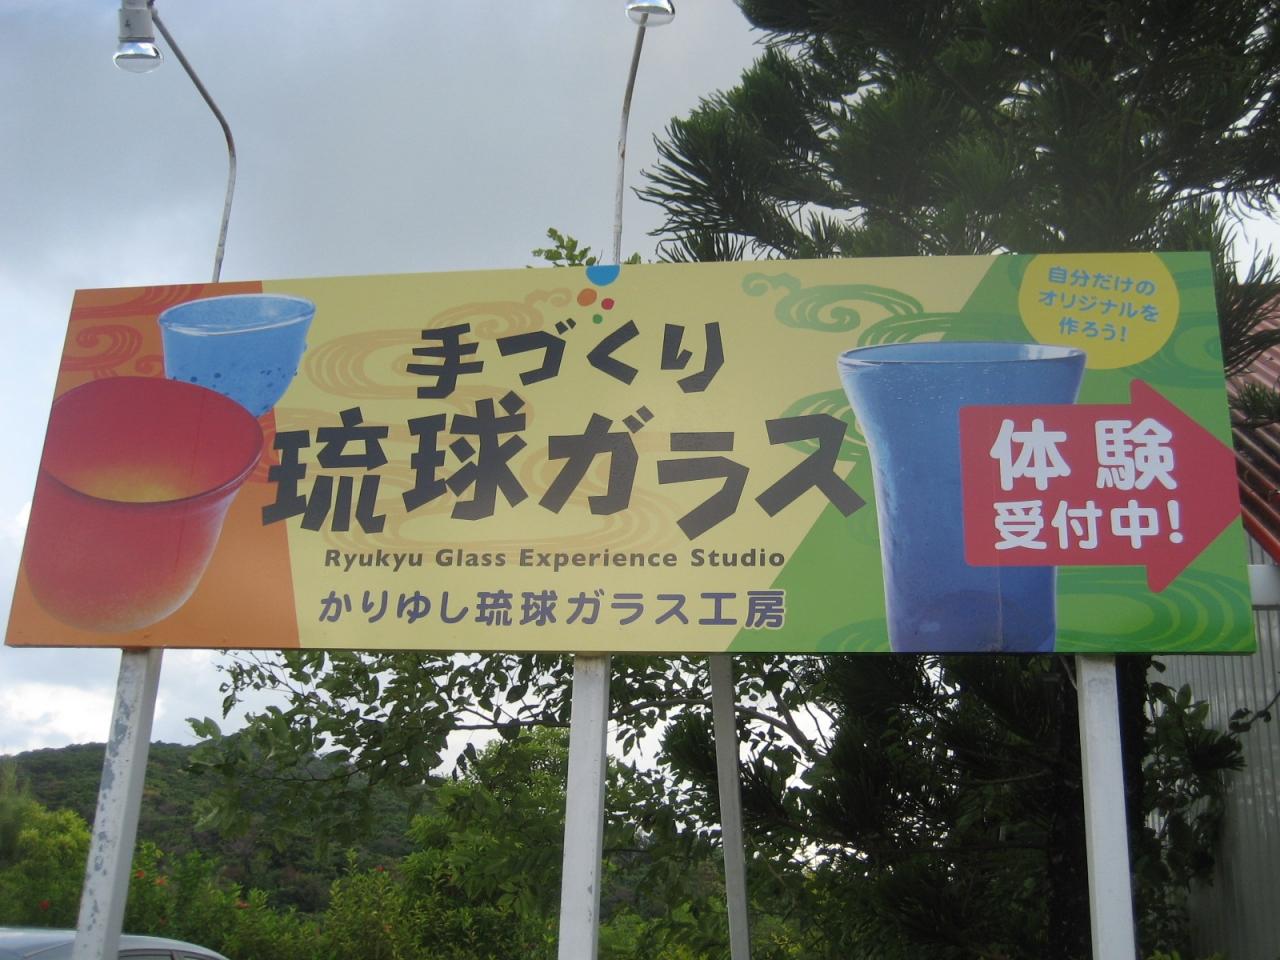 手づくり
琉球ガラス
Ryukyu Glass Experience Studio
かりゆし琉球ガラス工房
自分だけの
オリジナルを
作ろう!
体験
受付中!